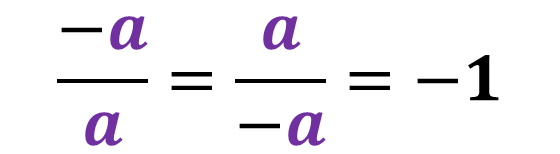 −a/a = a/−a = −1